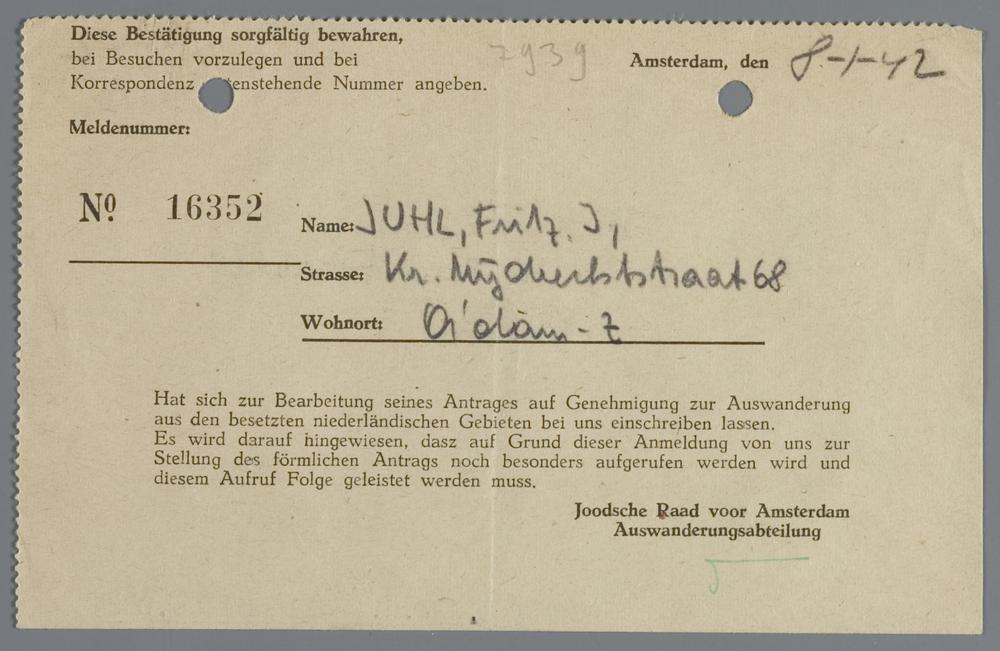 Diese Bestätigung sorgfältig bewahren,
bei Besuchen vorzulegen und bei
Korrespondenz enstehende Nummer angeben.
7939
Amsterdam, den 8-1-42
Meldenummer:
Nº 16352
Name: JUHL, Fritz. J,
Strasse: Kr. Mijdrechtstraat 68
Wohnort: A'dam-Z
Hat sich zur Bearbeitung seines Antrages auf Genehmigung zur Auswanderung
aus den besetzten niederländischen Gebieten bei uns einschreiben lassen.
Es wird darauf hingewiesen, dasz auf Grund dieser Anmeldung von uns zur
Stellung des förmlichen Antrags noch besonders aufgerufen werden wird und
diesem Aufruf Folge geleistet werden muss.
Joodsche Raad voor Amsterdam
Auswanderungsabteilung